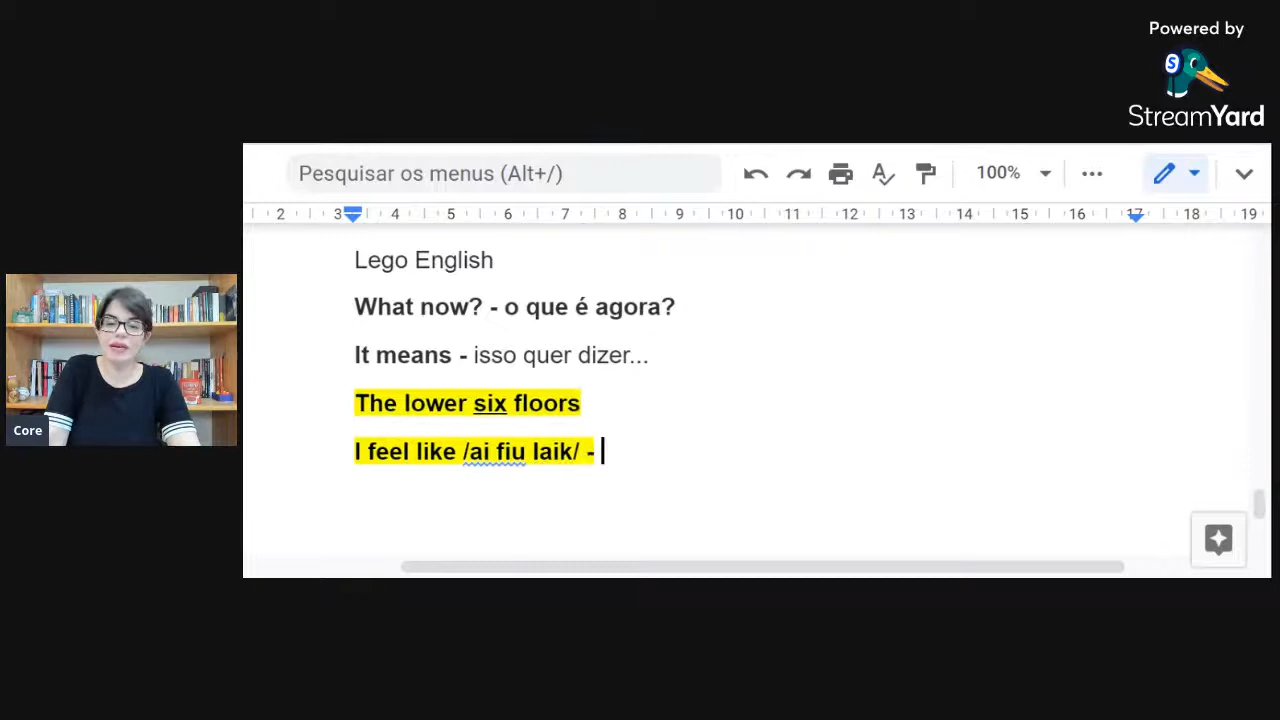 Powered by
S
StreamYard
Pesquisar os menus (Alt+/)
100%
2 3 4 5 6 7 8 9 10 11 12 13 14 15 16 17 18 19
Lego English
What now? - o que é agora?
It means - isso quer dizer...
The lower six floors
Core
I feel like /ai fiu laik/ -